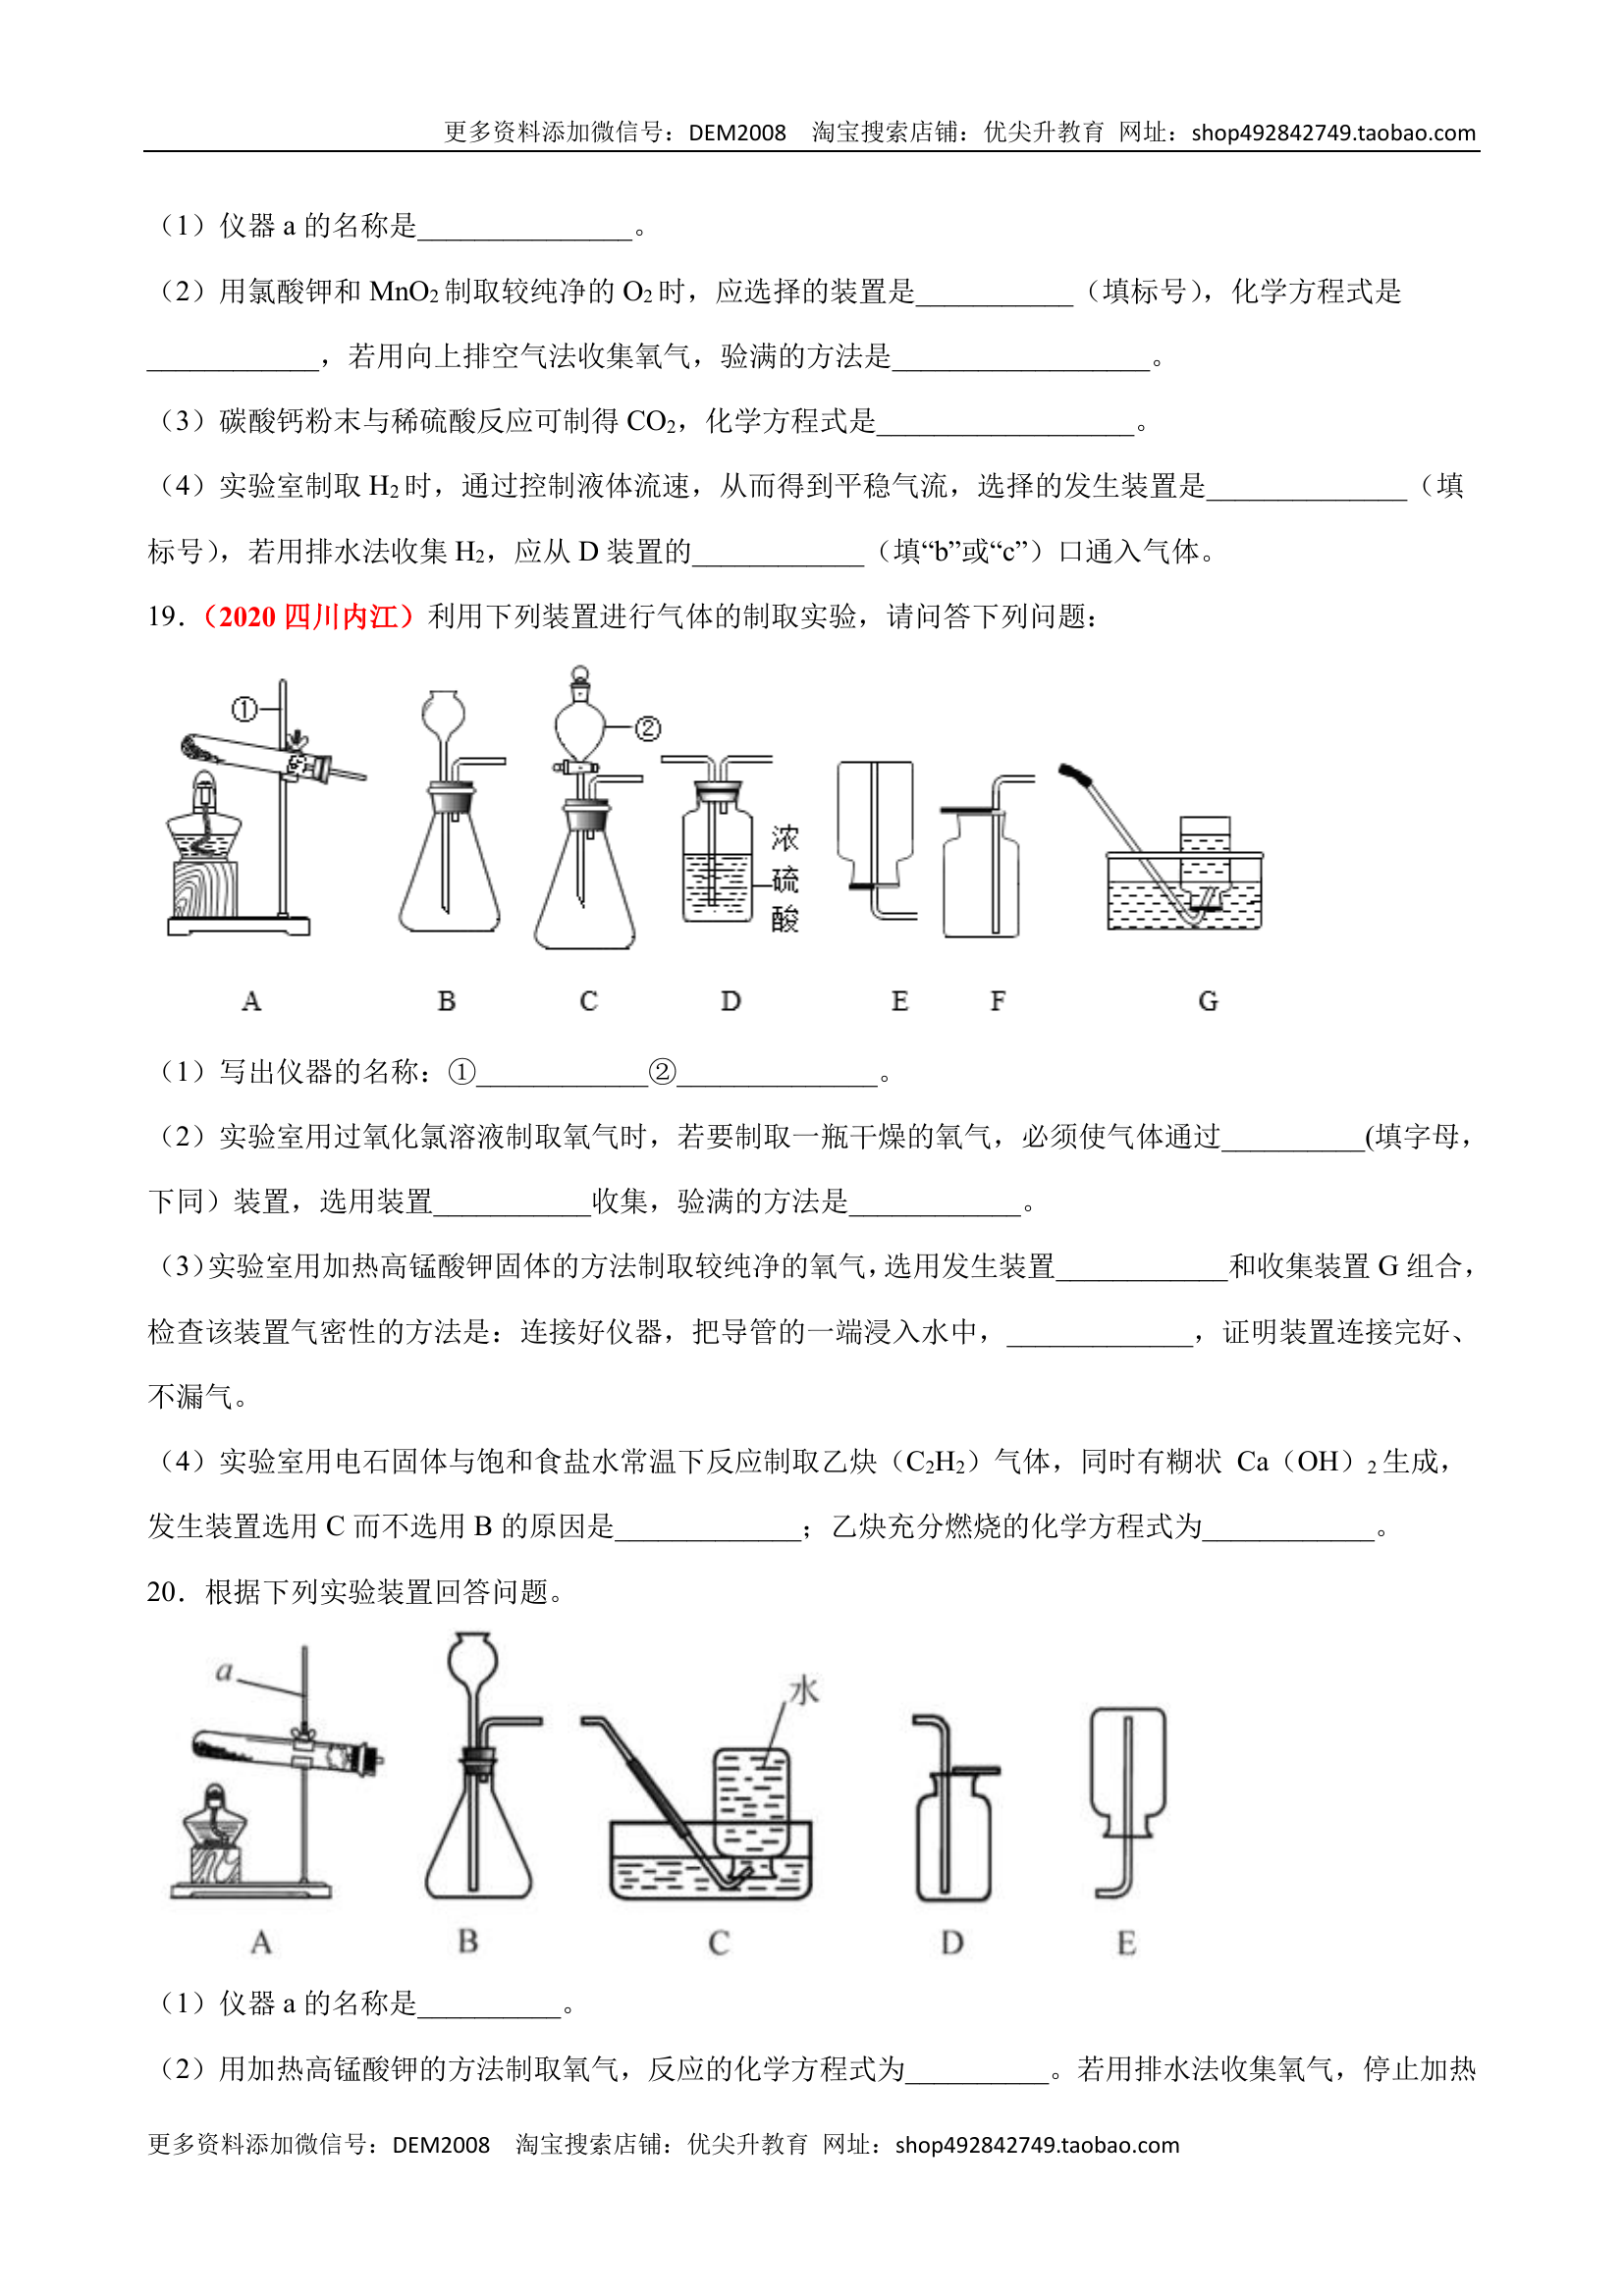 更多资料添加微信号：DEM2008 淘宝搜索店铺：优尖升教育 网址：shop492842749.taobao.com
（1）仪器 a 的名称是_______________。
（2）用氯酸钾和 MnO₂ 制取较纯净的 O₂ 时，应选择的装置是___________（填标号），化学方程式是
____________，若用向上排空气法收集氧气，验满的方法是__________________。
（3）碳酸钙粉末与稀硫酸反应可制得 CO₂，化学方程式是__________________。
（4）实验室制取 H₂ 时，通过控制液体流速，从而得到平稳气流，选择的发生装置是______________（填
标号），若用排水法收集 H₂，应从 D 装置的____________（填“b”或“c”）口通入气体。
19.（2020 四川内江）利用下列装置进行气体的制取实验，请问答下列问题：
① ② 浓硫酸
A B C D E F G
（1）写出仪器的名称：①____________②______________。
（2）实验室用过氧化氯溶液制取氧气时，若要制取一瓶干燥的氧气，必须使气体通过__________(填字母，
下同）装置，选用装置___________收集，验满的方法是____________。
（3）实验室用加热高锰酸钾固体的方法制取较纯净的氧气，选用发生装置____________和收集装置 G 组合，
检查该装置气密性的方法是：连接好仪器，把导管的一端浸入水中，_____________，证明装置连接完好、
不漏气。
（4）实验室用电石固体与饱和食盐水常温下反应制取乙炔（C₂H₂）气体，同时有糊状 Ca（OH）₂ 生成，
发生装置选用 C 而不选用 B 的原因是_____________；乙炔充分燃烧的化学方程式为____________。
20．根据下列实验装置回答问题。
a 水
A B C D E
（1）仪器 a 的名称是__________。
（2）用加热高锰酸钾的方法制取氧气，反应的化学方程式为__________。若用排水法收集氧气，停止加热
更多资料添加微信号：DEM2008 淘宝搜索店铺：优尖升教育 网址：shop492842749.taobao.com